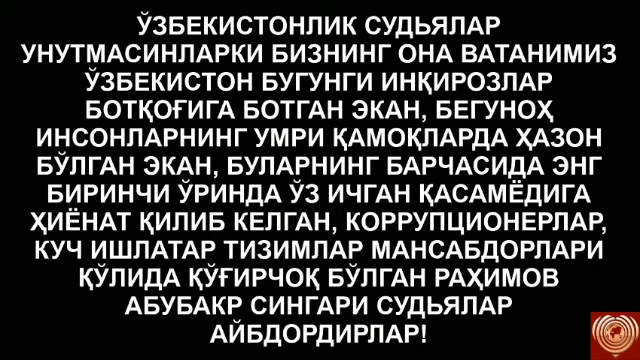 ЎЗБЕКИСТОНЛИК СУДЬЯЛАР
УНУТМАСИНЛАРКИ БИЗНИНГ ОНА ВАТАНИМИЗ
ЎЗБЕКИСТОН БУГУНГИ ИНҚИРОЗЛАР
БОТҚОҒИГА БОТГАН ЭКАН, БЕГУНОҲ
ИНСОНЛАРНИНГ УМРИ ҚАМОҚЛАРДА ҲАЗОН
БЎЛГАН ЭКАН, БУЛАРНИНГ БАРЧАСИДА ЭНГ
БИРИНЧИ ЎРИНДА ЎЗ ИЧГАН ҚАСАМЁДИГА
ҲИЁНАТ ҚИЛИБ КЕЛГАН, КОРРУПЦИОНЕРЛАР,
КУЧ ИШЛАТАР ТИЗИМЛАР МАНСАБДОРЛАРИ
ҚЎЛИДА ҚЎҒИРЧОҚ БЎЛГАН РАҲИМОВ
АБУБАКР СИНГАРИ СУДЬЯЛАР
АЙБДОРДИРЛАР!